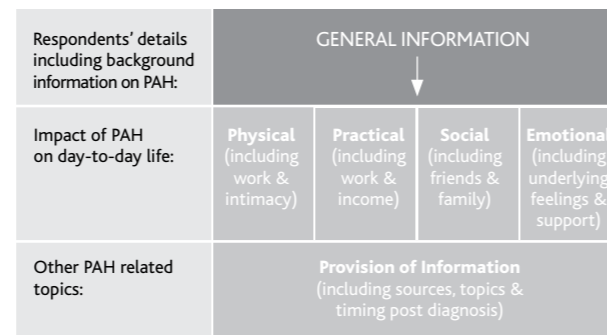 Respondents’ details
including background
information on PAH:
GENERAL INFORMATION
Impact of PAH
on day-to-day life:
Physical
(including
work &
intimacy)
Practical
(including
work &
income)
Social
(including
friends &
family)
Emotional
(including
underlying
feelings &
support)
Other PAH related
topics:
Provision of Information
(including sources, topics &
timing post diagnosis)